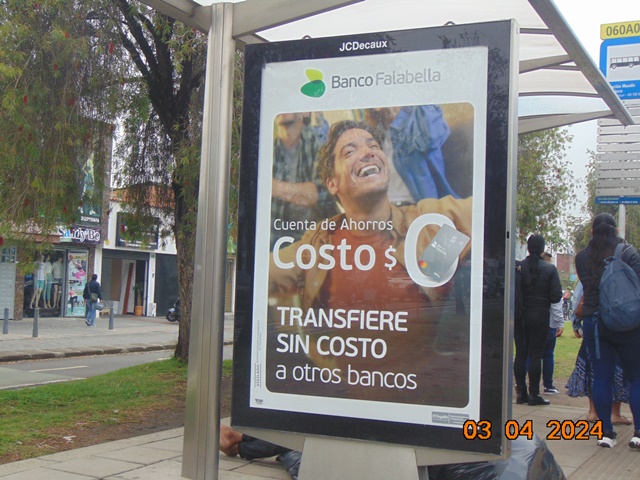 060A0
JCDecaux
Banco Falabella
Cuenta de Ahorros
Costo $0
TRANSFIERE
SIN COSTO
a otros bancos
03 04 2024